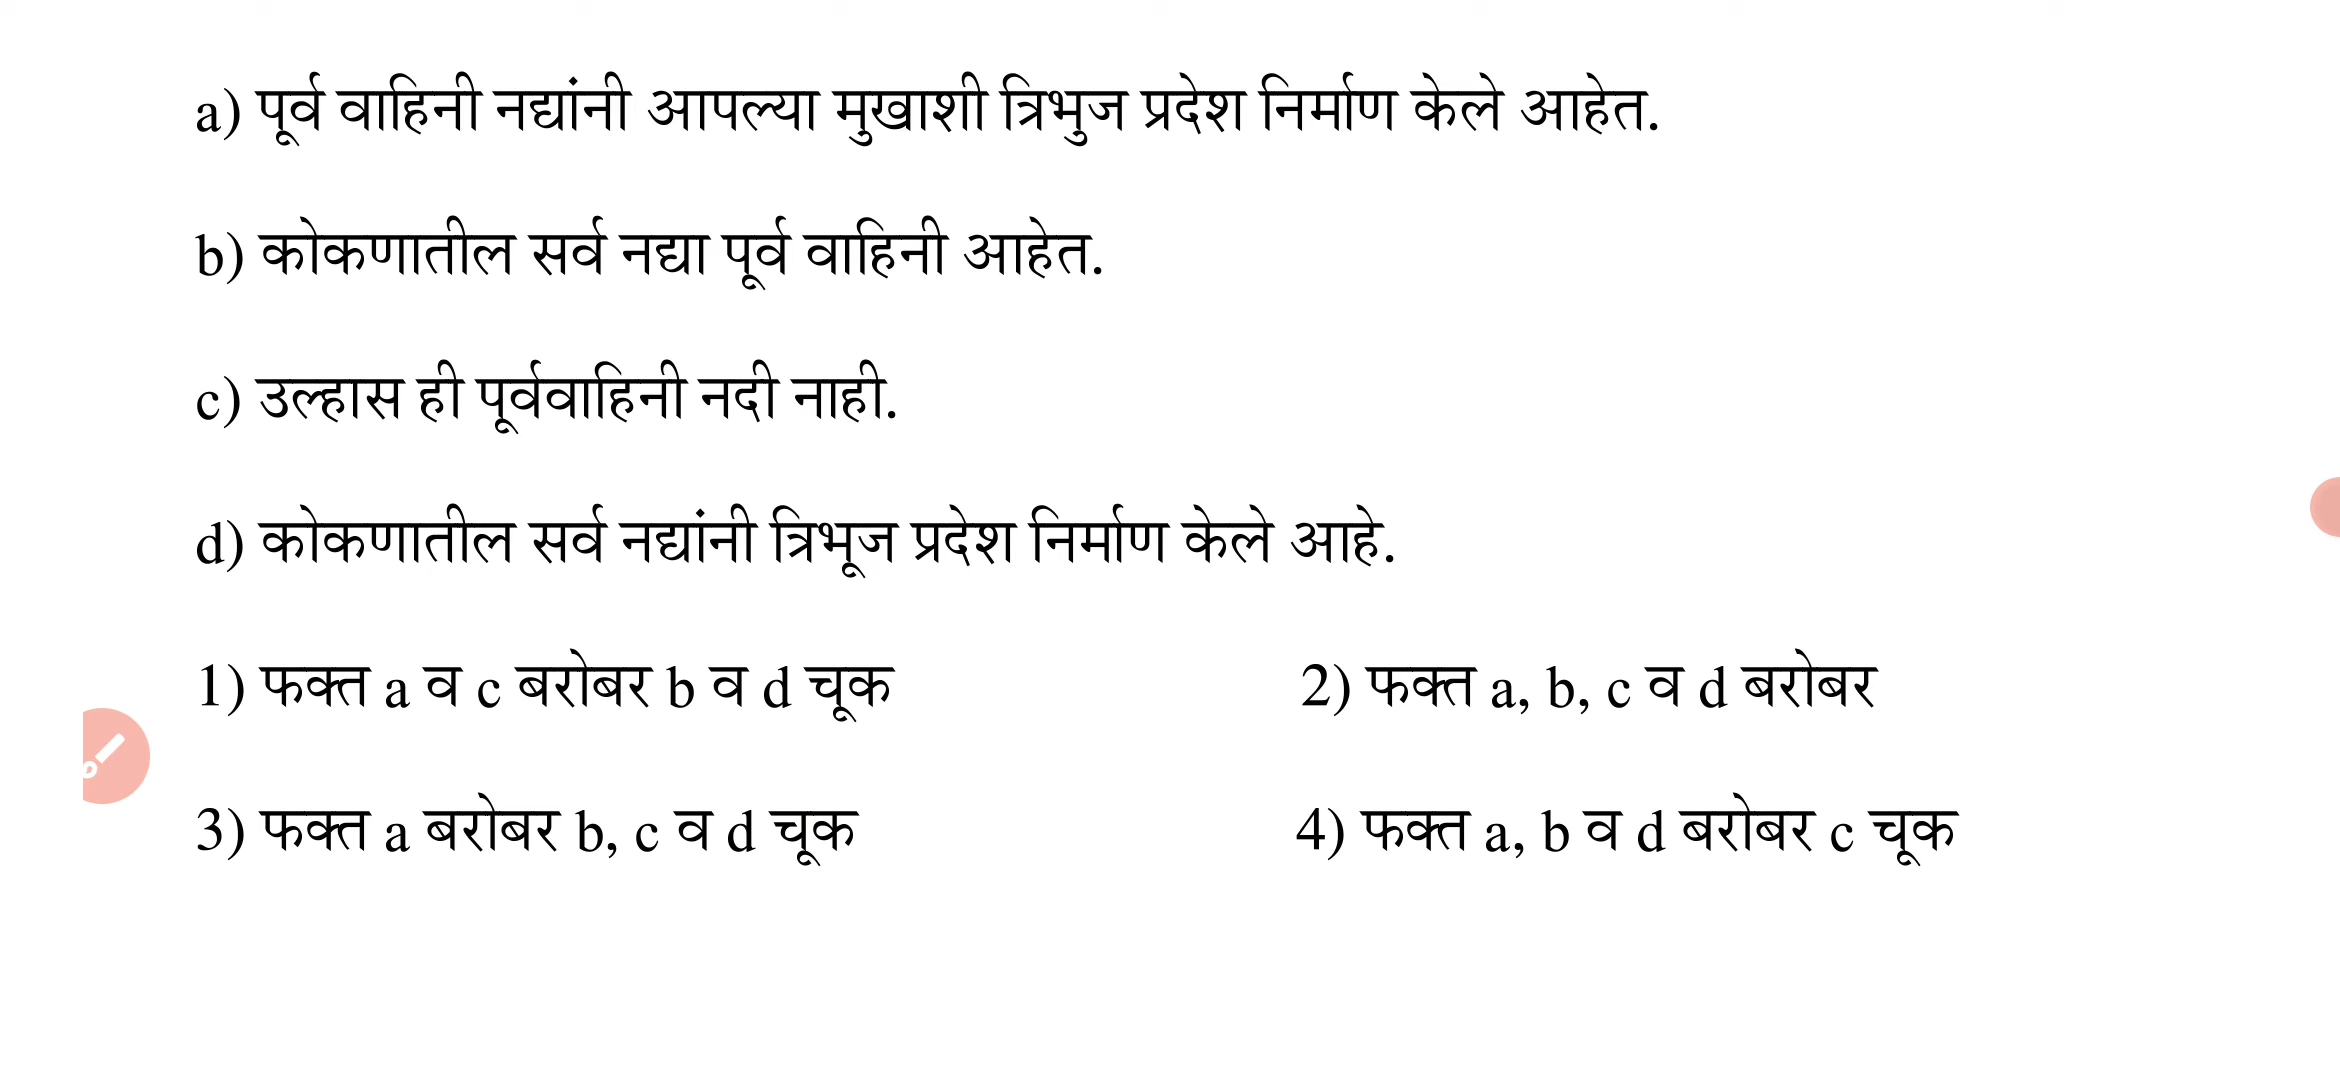 a) पूर्व वाहिनी नद्यांनी आपल्या मुखाशी त्रिभुज प्रदेश निर्माण केले आहेत.
b) कोकणातील सर्व नद्या पूर्व वाहिनी आहेत.
c) उल्हास ही पूर्ववाहिनी नदी नाही.
d) कोकणातील सर्व नद्यांनी त्रिभूज प्रदेश निर्माण केले आहे.
1) फक्त a व c बरोबर b व d चूक 2) फक्त a, b, c व d बरोबर
3) फक्त a बरोबर b, c व d चूक 4) फक्त a, b व d बरोबर c चूक